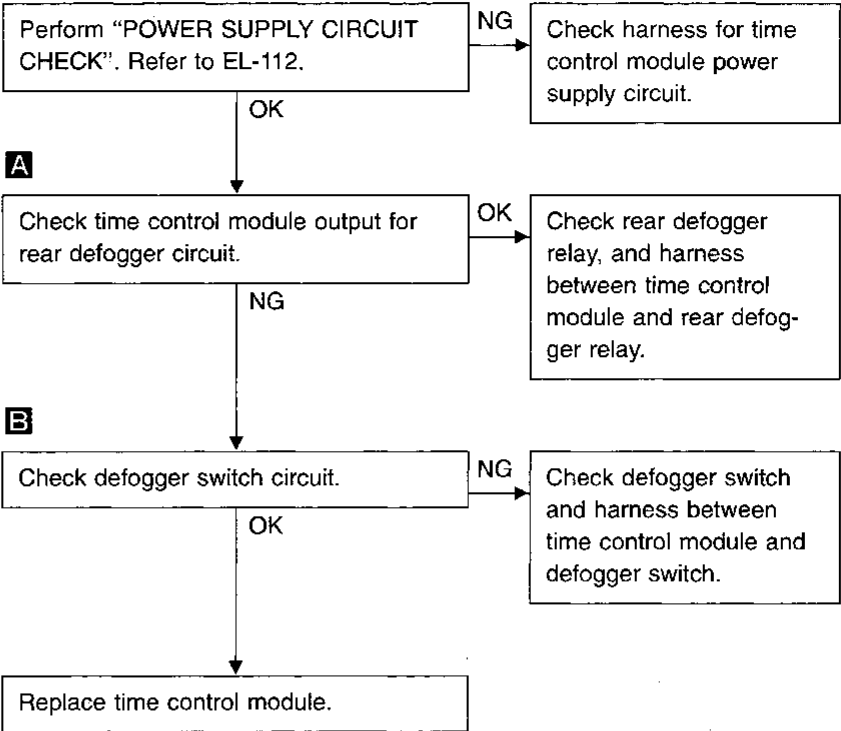 Perform “POWER SUPPLY CIRCUIT
CHECK”. Refer to EL-112.
NG
Check harness for time
control module power
supply circuit.
OK
A
Check time control module output for
rear defogger circuit.
OK
Check rear defogger
relay, and harness
between time control
module and rear defog-
ger relay.
NG
B
Check defogger switch circuit.
NG
Check defogger switch
and harness between
time control module and
defogger switch.
OK
Replace time control module.